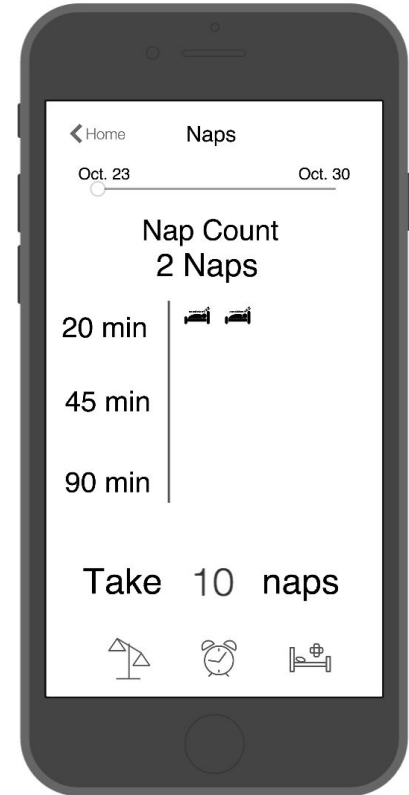 Home Naps
Oct. 23 Oct. 30
Nap Count
2 Naps
20 min
45 min
90 min
Take 10 naps